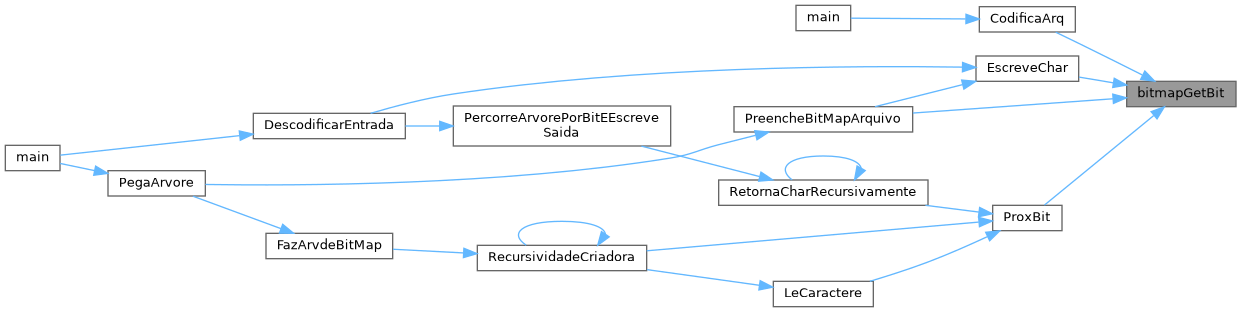 main
CodificaArq
EscreveChar
bitmapGetBit
DescodificarEntrada
PercorreArvorePorBitEEscreve
Saida
PreencheBitMapArquivo
main
PegaArvore
RetornaCharRecursivamente
ProxBit
FazArvdeBitMap
RecursividadeCriadora
LeCaractere